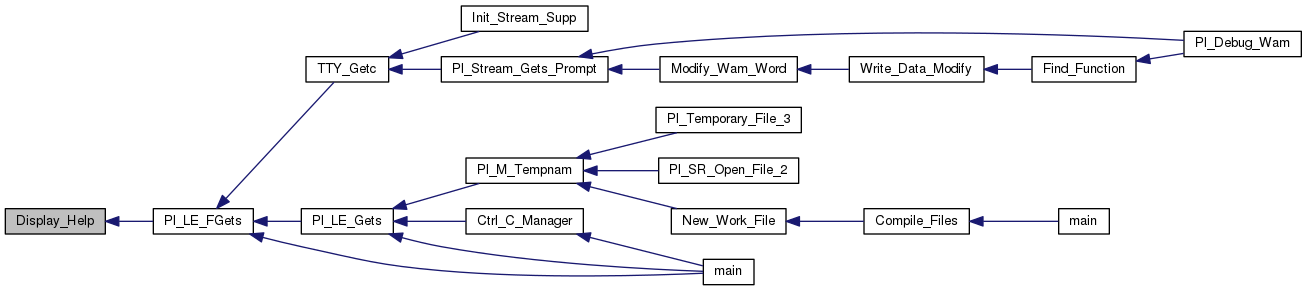 Init_Stream_Supp
Pl_Debug_Wam
TTY_Getc
Pl_Stream_Gets_Prompt
Modify_Wam_Word
Write_Data_Modify
Find_Function
Pl_Temporary_File_3
Pl_M_Tempnam
Pl_SR_Open_File_2
Display_Help
Pl_LE_FGets
Pl_LE_Gets
Ctrl_C_Manager
New_Work_File
Compile_Files
main
main